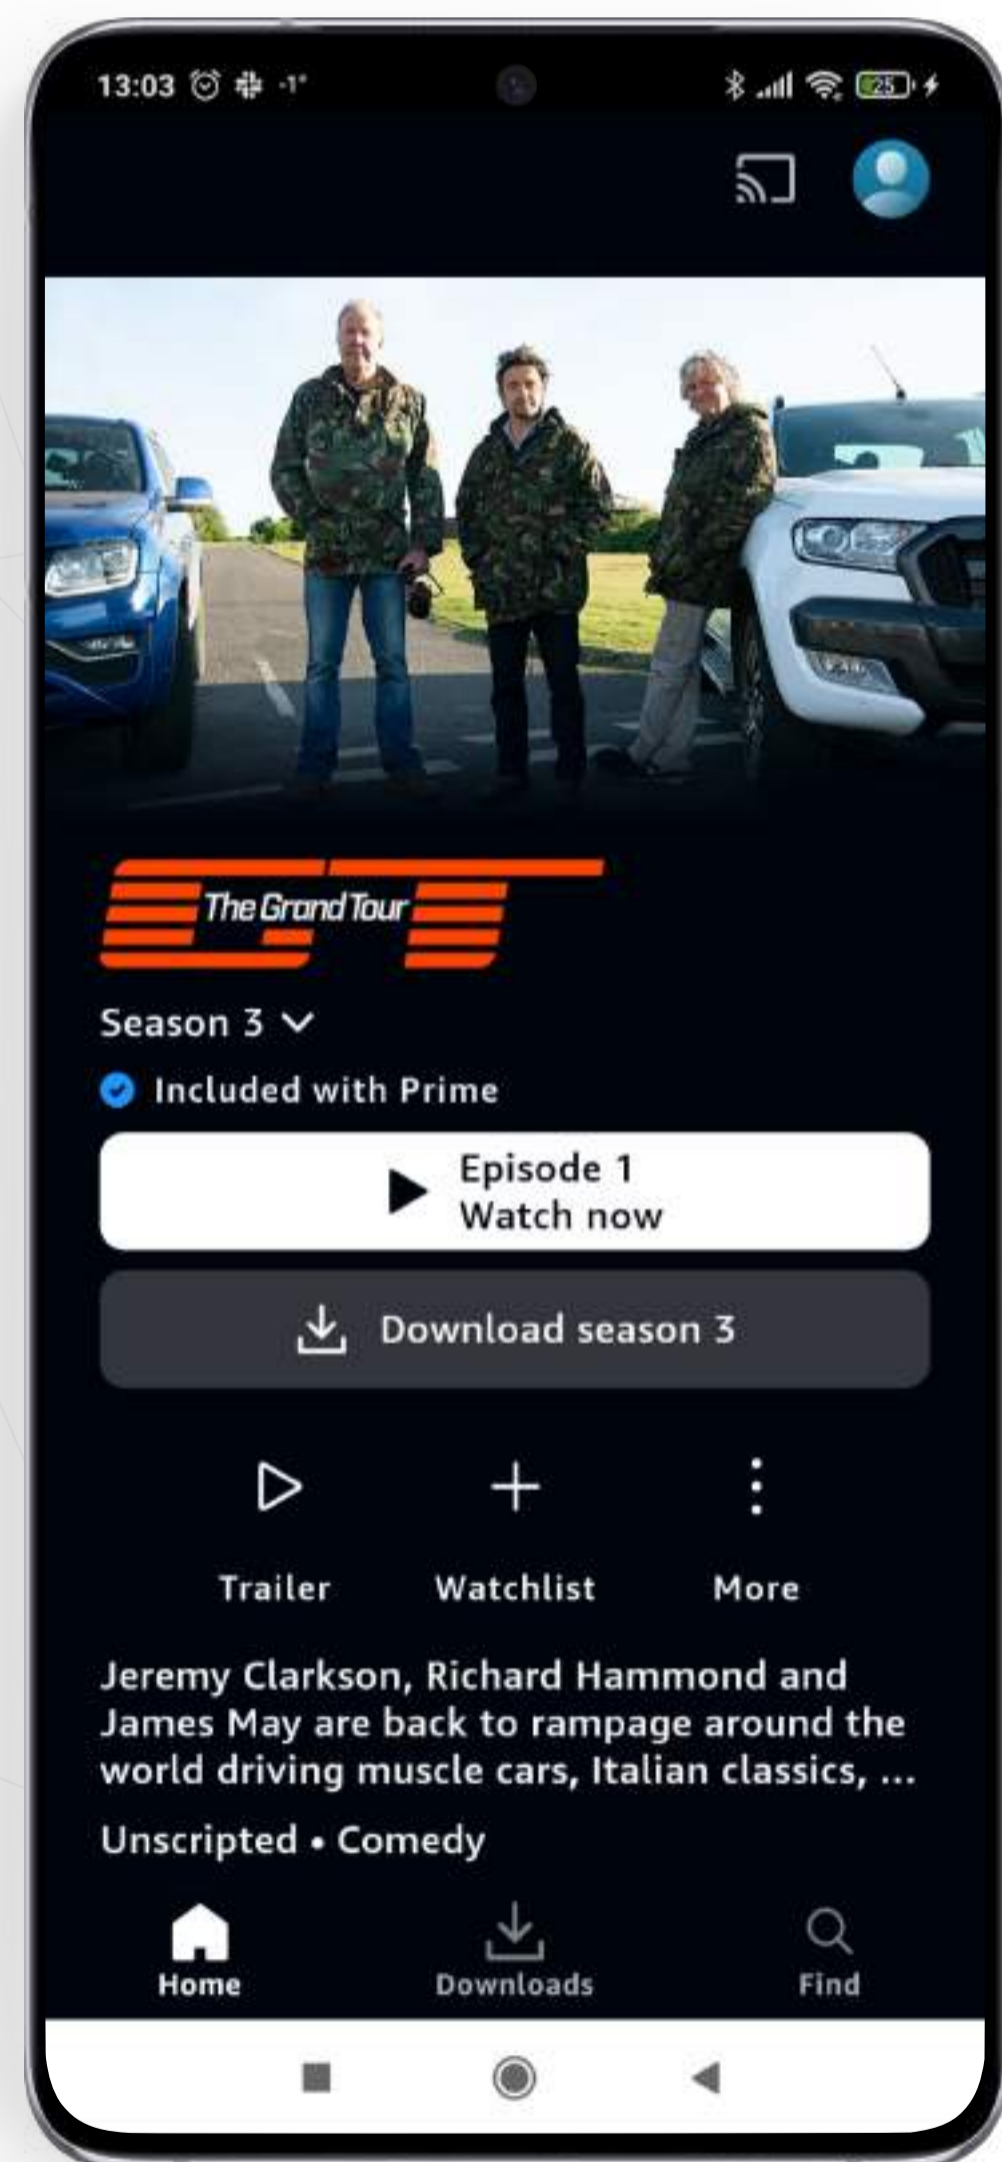 13:03 -1°
25
The Grand Tour
Season 3
Included with Prime
Episode 1
Watch now
Download season 3
Trailer Watchlist More
Jeremy Clarkson, Richard Hammond and
James May are back to rampage around the
world driving muscle cars, Italian classics, ...
Unscripted • Comedy
Home Downloads Find